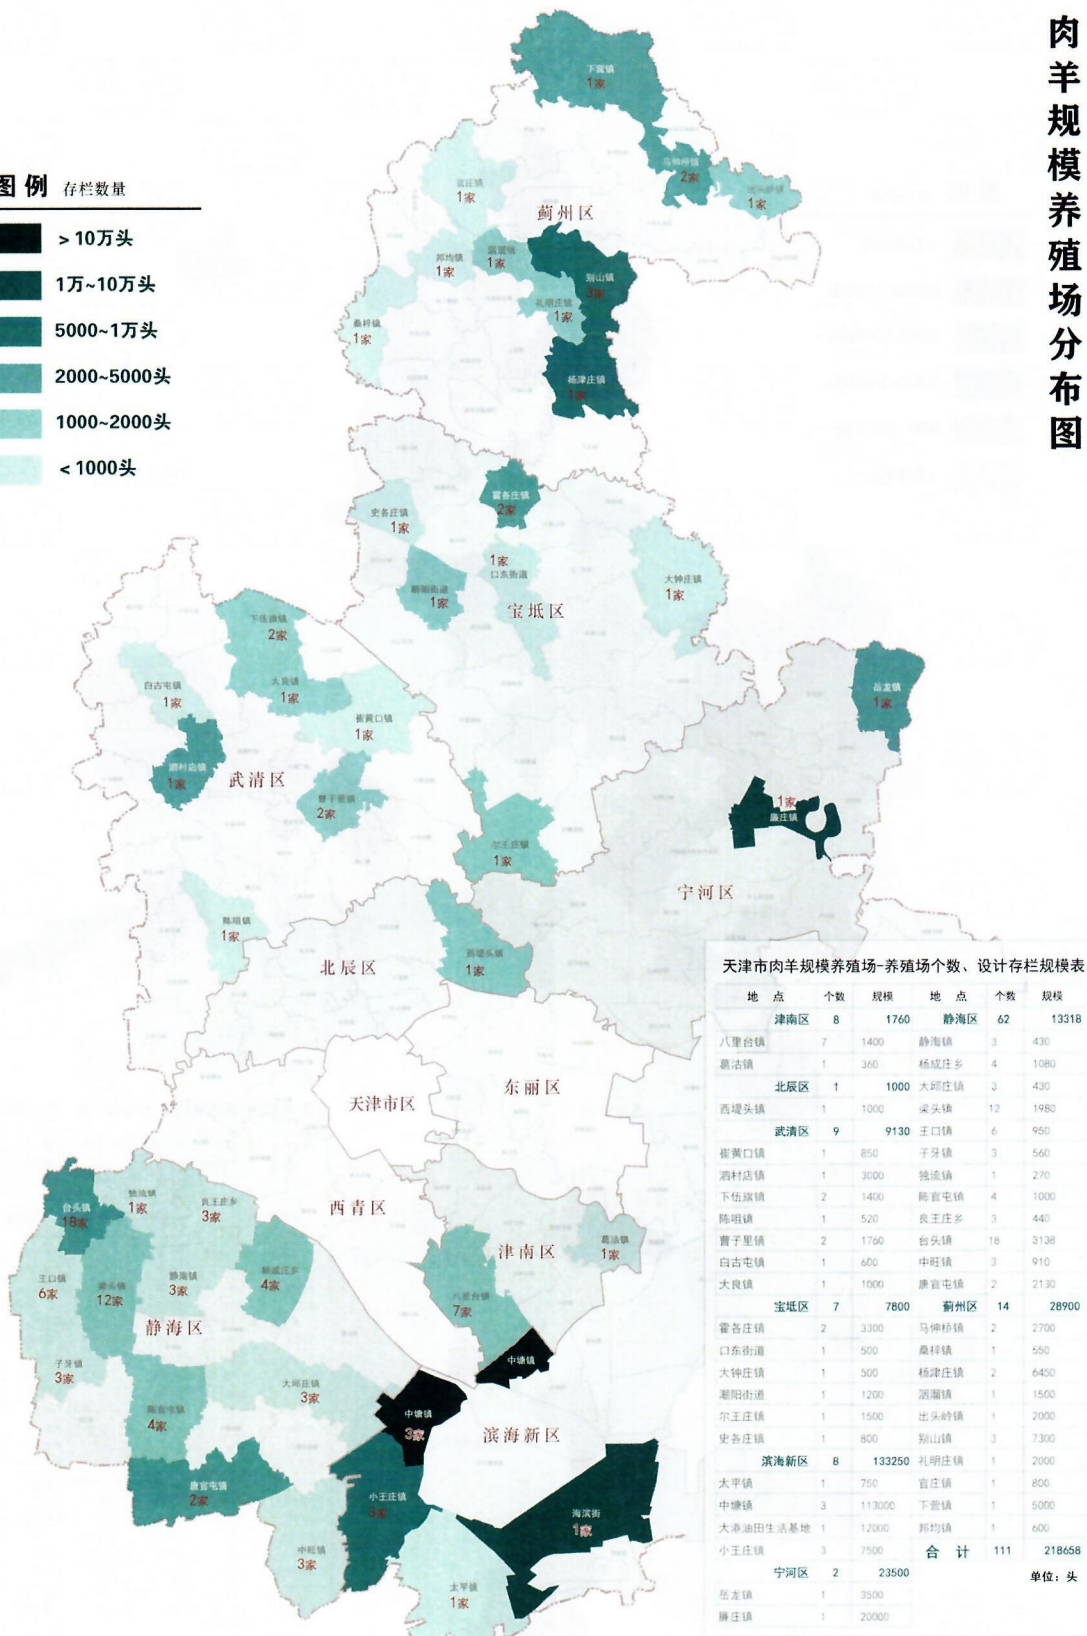 肉羊规模养殖场分布图
图例 存栏数量
> 10万头
1万~10万头
5000~1万头
2000~5000头
1000~2000头
< 1000头
下营镇
1家
马伸桥镇
2家
出头岭镇
1家
官庄镇
1家
蓟州区
邦均镇
1家
洇溜镇
1家
别山镇
3家
礼明庄镇
1家
桑梓镇
1家
杨津庄镇
1家
霍各庄镇
2家
史各庄镇
1家
1家
口东街道
大钟庄镇
1家
潮阳街道
1家
宝坻区
下伍旗镇
2家
大良镇
1家
白古屯镇
1家
崔黄口镇
1家
岳龙镇
1家
泗村店镇
1家
武清区
曹子里镇
2家
1家
廉庄镇
尔王庄镇
1家
宁河区
陈咀镇
1家
北辰区
西堤头镇
1家
东丽区
天津市区
西青区
台头镇
18家
独流镇
1家
良王庄乡
3家
津南区
葛沽镇
1家
王口镇
6家
梁头镇
12家
静海镇
3家
杨成庄乡
4家
八里台镇
7家
静海区
中塘镇
子牙镇
3家
大邱庄镇
3家
陈官屯镇
4家
中塘镇
3家
滨海新区
唐官屯镇
2家
小王庄镇
3家
海滨街
1家
中旺镇
3家
太平镇
1家
天津市肉羊规模养殖场-养殖场个数、设计存栏规模表
地 点 个数 规模 地 点 个数 规模
津南区 8 1760 静海区 62 13318
八里台镇 7 1400 静海镇 3 430
葛沽镇 1 360 杨成庄乡 4 1080
北辰区 1 1000 大邱庄镇 3 430
西堤头镇 1 1000 梁头镇 12 1980
武清区 9 9130 王口镇 6 950
崔黄口镇 1 850 子牙镇 3 560
泗村店镇 1 3000 独流镇 1 270
下伍旗镇 2 1400 陈官屯镇 4 1000
陈咀镇 1 520 良王庄乡 3 440
曹子里镇 2 1760 台头镇 18 3138
白古屯镇 1 600 中旺镇 3 910
大良镇 1 1000 唐官屯镇 2 2130
宝坻区 7 7800 蓟州区 14 28900
霍各庄镇 2 3300 马伸桥镇 2 2700
口东街道 1 500 桑梓镇 1 550
大钟庄镇 1 500 杨津庄镇 2 6450
潮阳街道 1 1200 洇溜镇 1 1500
尔王庄镇 1 1500 出头岭镇 1 2000
史各庄镇 1 800 别山镇 3 7300
滨海新区 8 133250 礼明庄镇 1 2000
太平镇 1 750 官庄镇 1 800
中塘镇 3 113000 下营镇 1 5000
大港油田生活基地 1 12000 邦均镇 1 600
小王庄镇 3 7500 合 计 111 218658
宁河区 2 23500 单位：头
岳龙镇 1 3500
廉庄镇 1 20000